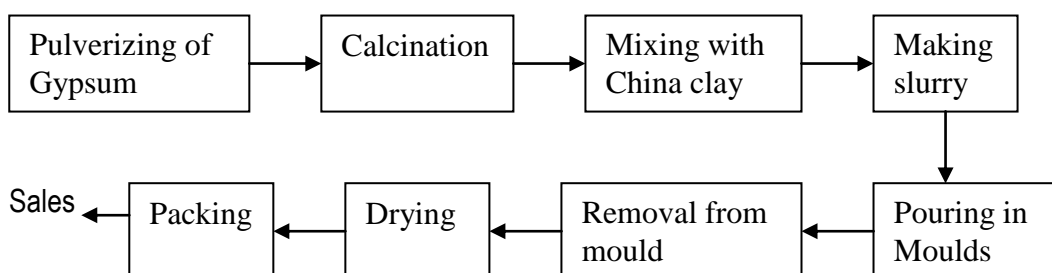 Pulverizing of
Gypsum
Calcination
Mixing with
China clay
Making
slurry
Pouring in
Moulds
Removal from
mould
Drying
Packing
Sales